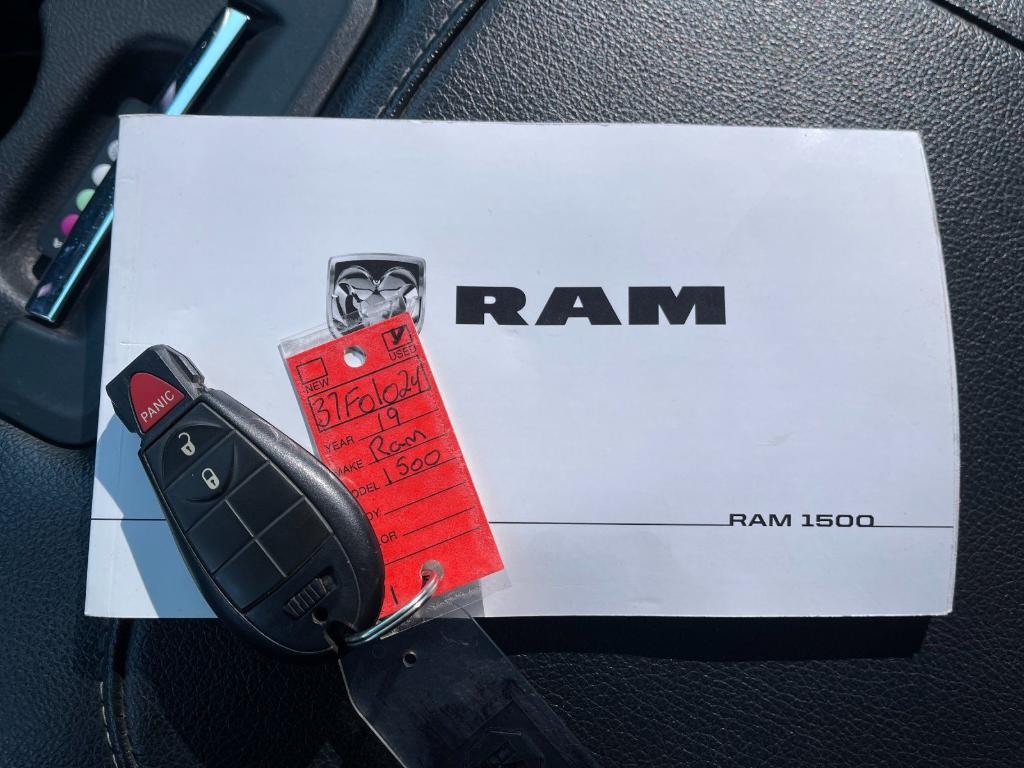 RAM
USED
NEW
37F01024
YEAR 19
MAKE Ram
MODEL 1500
RAM 1500
PANIC